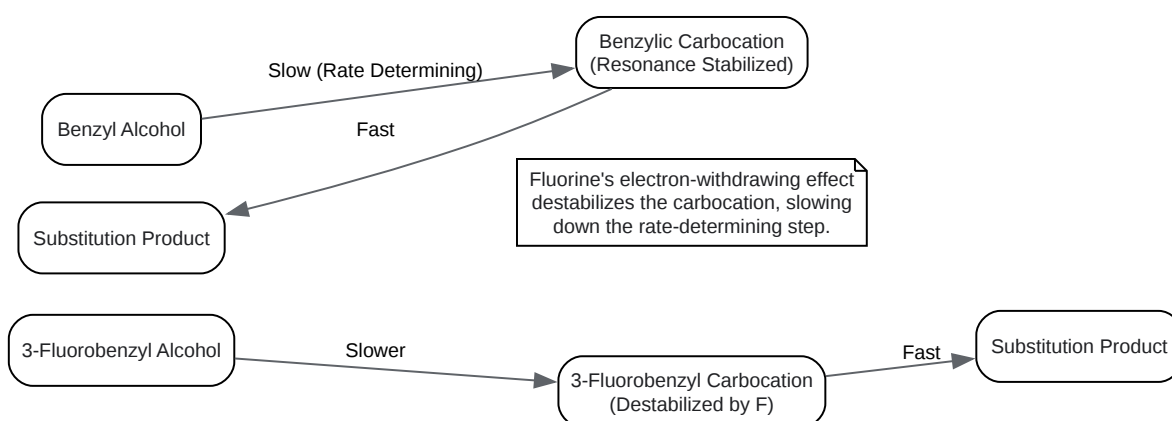 Benzylic Carbocation
(Resonance Stabilized)
Slow (Rate Determining)
Benzyl Alcohol
Fast
Fluorine's electron-withdrawing effect
destabilizes the carbocation, slowing
down the rate-determining step.
Substitution Product
3-Fluorobenzyl Alcohol
Slower
3-Fluorobenzyl Carbocation
(Destabilized by F)
Fast
Substitution Product